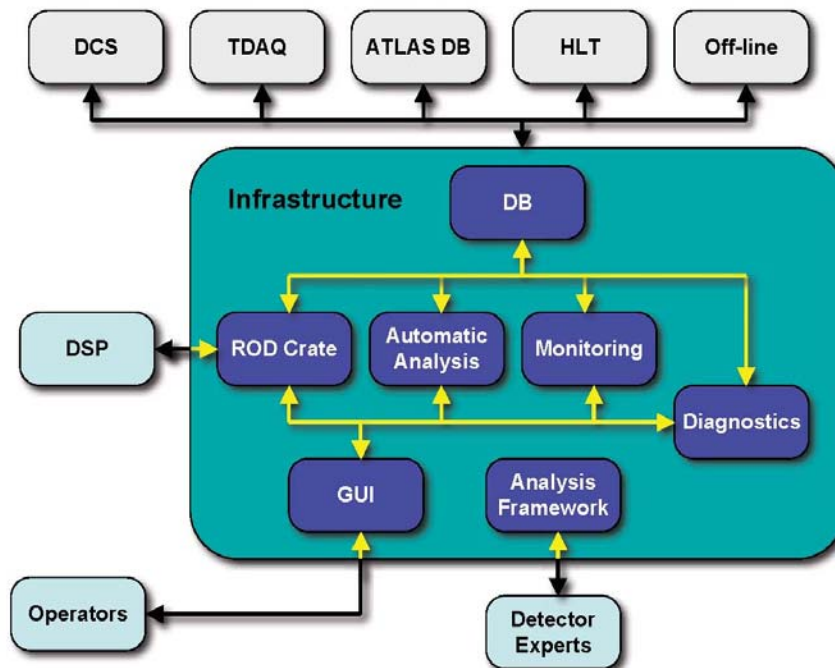 DCS
TDAQ
ATLAS DB
HLT
Off-line
Infrastructure
DB
DSP
ROD Crate
Automatic
Analysis
Monitoring
Diagnostics
GUI
Analysis
Framework
Operators
Detector
Experts